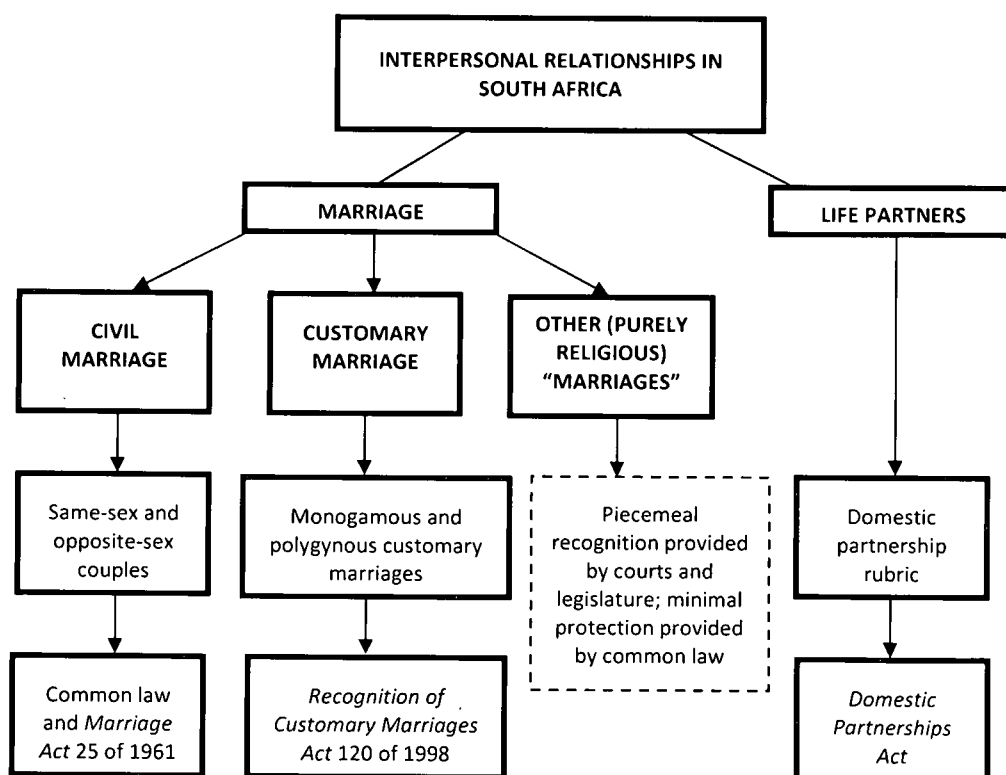 INTERPERSONAL RELATIONSHIPS IN
SOUTH AFRICA
MARRIAGE
LIFE PARTNERS
CIVIL
MARRIAGE
CUSTOMARY
MARRIAGE
OTHER (PURELY
RELIGIOUS)
“MARRIAGES”
Same-sex and
opposite-sex
couples
Monogamous and
polygynous customary
marriages
Piecemeal
recognition provided
by courts and
legislature; minimal
protection provided
by common law
Domestic
partnership
rubric
Common law
and Marriage
Act 25 of 1961
Recognition of
Customary Marriages
Act 120 of 1998
Domestic
Partnerships
Act